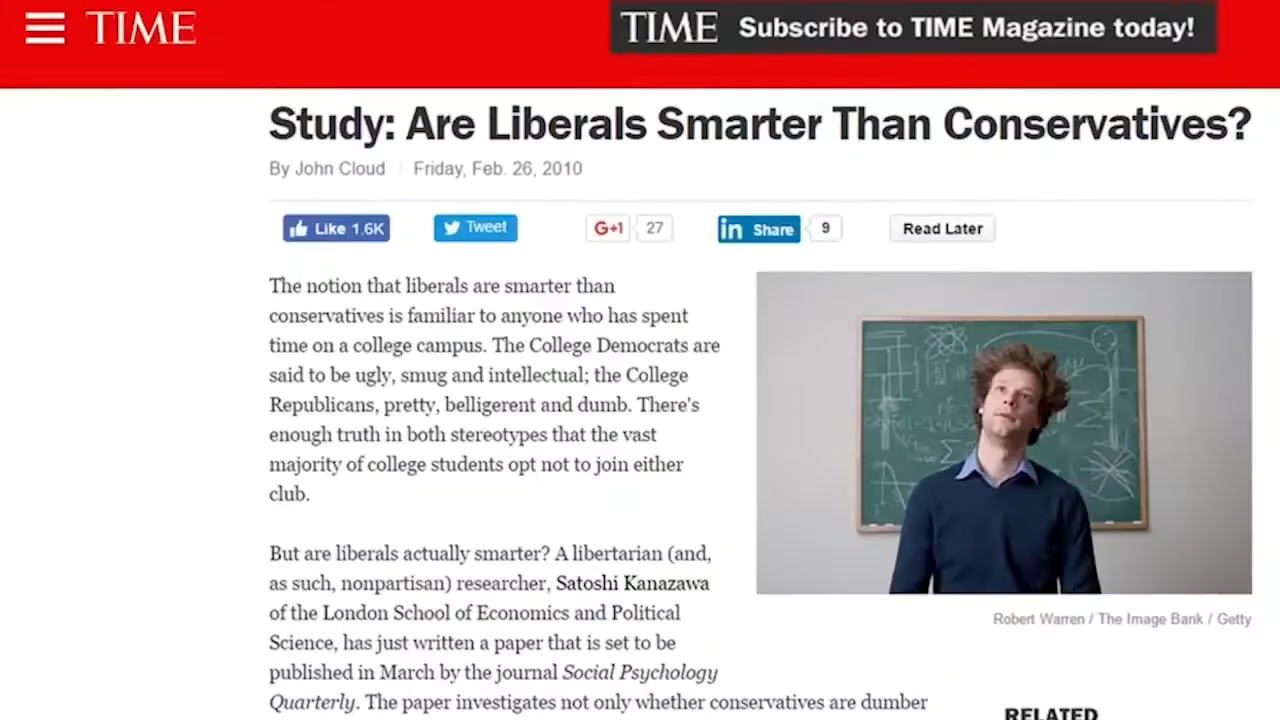 TIME
TIME Subscribe to TIME Magazine today!
Study: Are Liberals Smarter Than Conservatives?
By John Cloud | Friday, Feb. 26, 2010
Like 1.6K
Tweet
G+1 27
in Share 9
Read Later
The notion that liberals are smarter than
conservatives is familiar to anyone who has spent
time on a college campus. The College Democrats are
said to be ugly, smug and intellectual; the College
Republicans, pretty, belligerent and dumb. There's
enough truth in both stereotypes that the vast
majority of college students opt not to join either
club.
But are liberals actually smarter? A libertarian (and,
as such, nonpartisan) researcher, Satoshi Kanazawa
of the London School of Economics and Political
Science, has just written a paper that is set to be
published in March by the journal Social Psychology
Quarterly. The paper investigates not only whether conservatives are dumber
Robert Warren / The Image Bank / Getty
RELATED